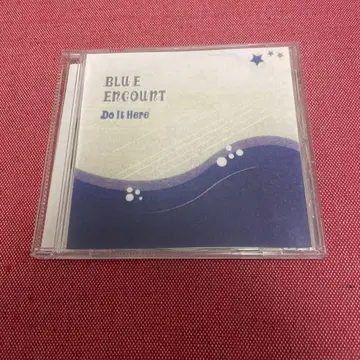 BLUE
ENCOUNT
Do It Here